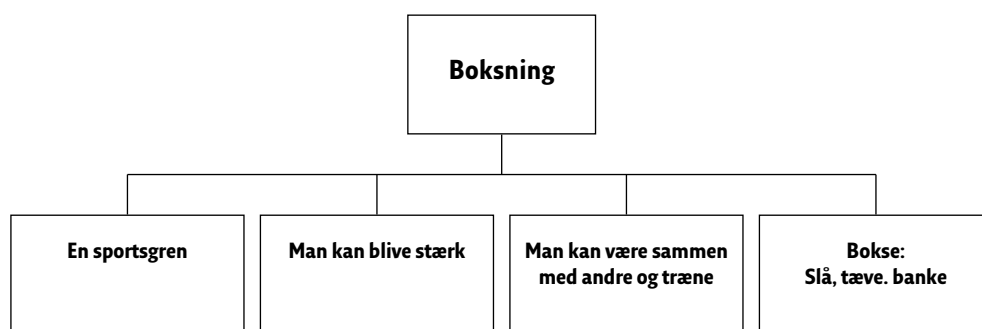 Boksning
En sportsgren
Man kan blive stærk
Man kan være sammen
med andre og træne
Bokse:
Slå, tæve. banke